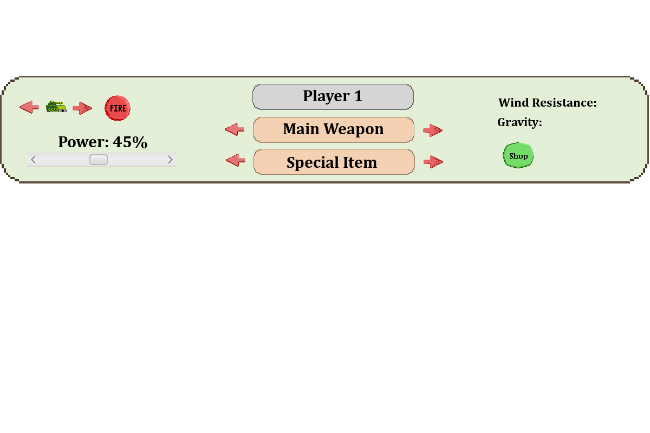 FIRE
Power: 45%
Player 1
Main Weapon
Special Item
Wind Resistance:
Gravity:
Shop